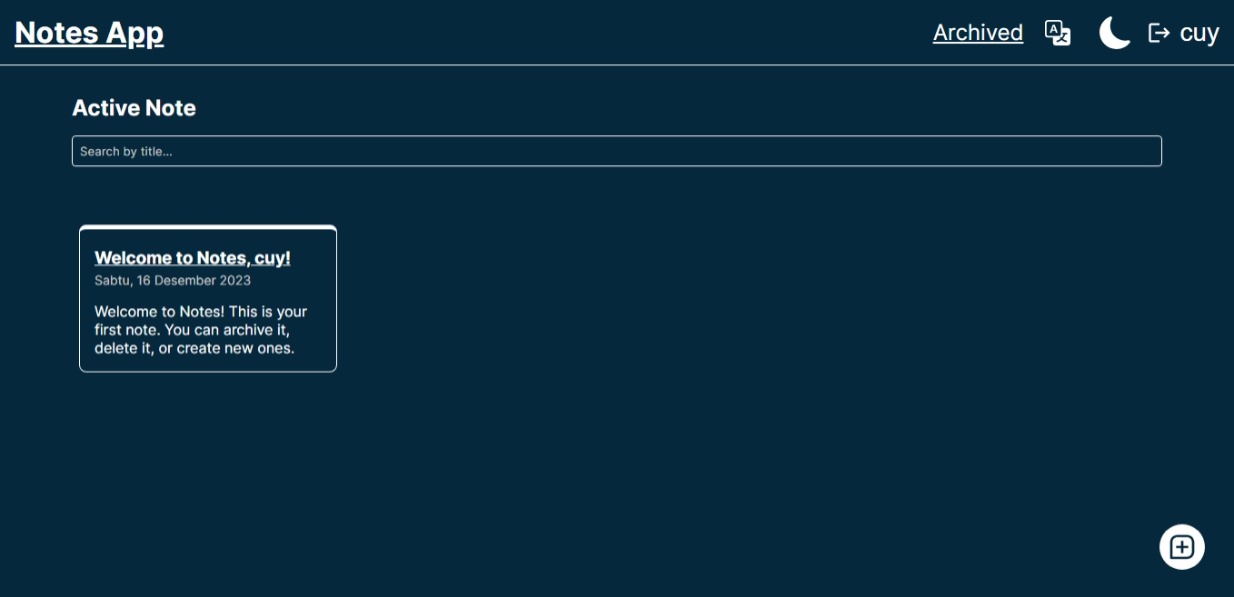 Notes App
Archived
cuy
Active Note
Search by title...
Welcome to Notes, cuy!
Sabtu, 16 Desember 2023
Welcome to Notes! This is your
first note. You can archive it,
delete it, or create new ones.